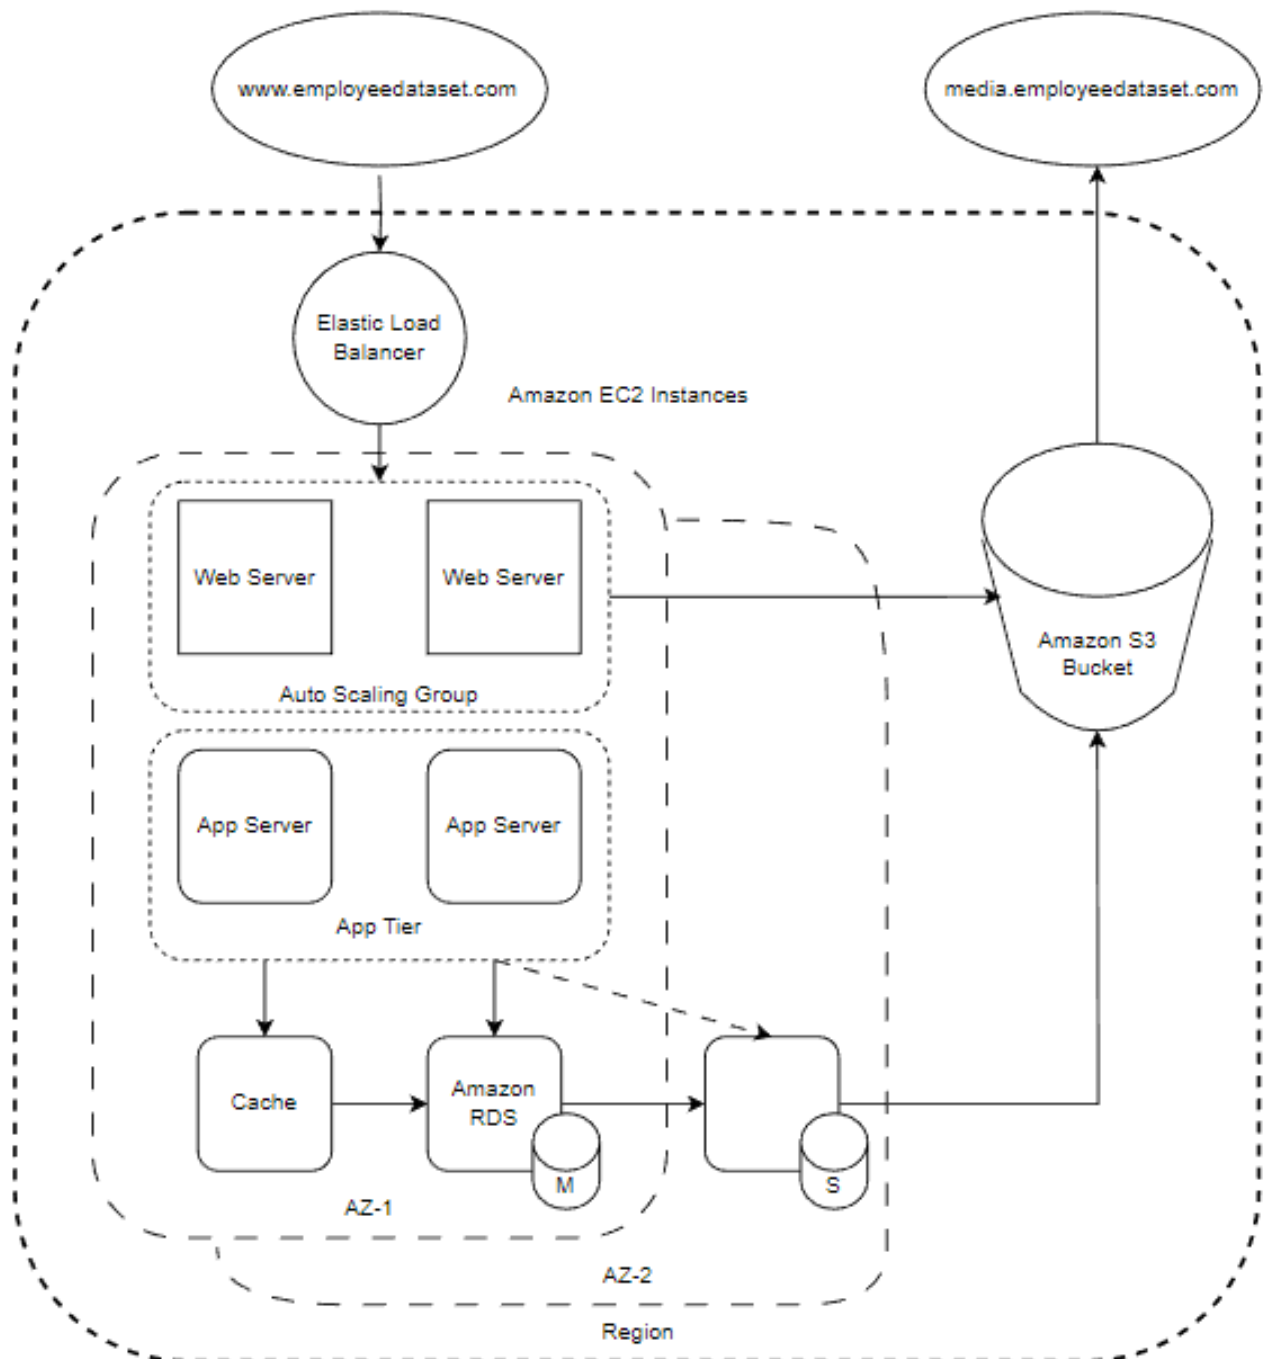 www.employeedataset.com
media.employeedataset.com
Elastic Load
Balancer
Amazon EC2 Instances
Web Server
Web Server
Auto Scaling Group
Amazon S3
Bucket
App Server
App Server
App Tier
Cache
Amazon
RDS
M
S
AZ-1
AZ-2
Region